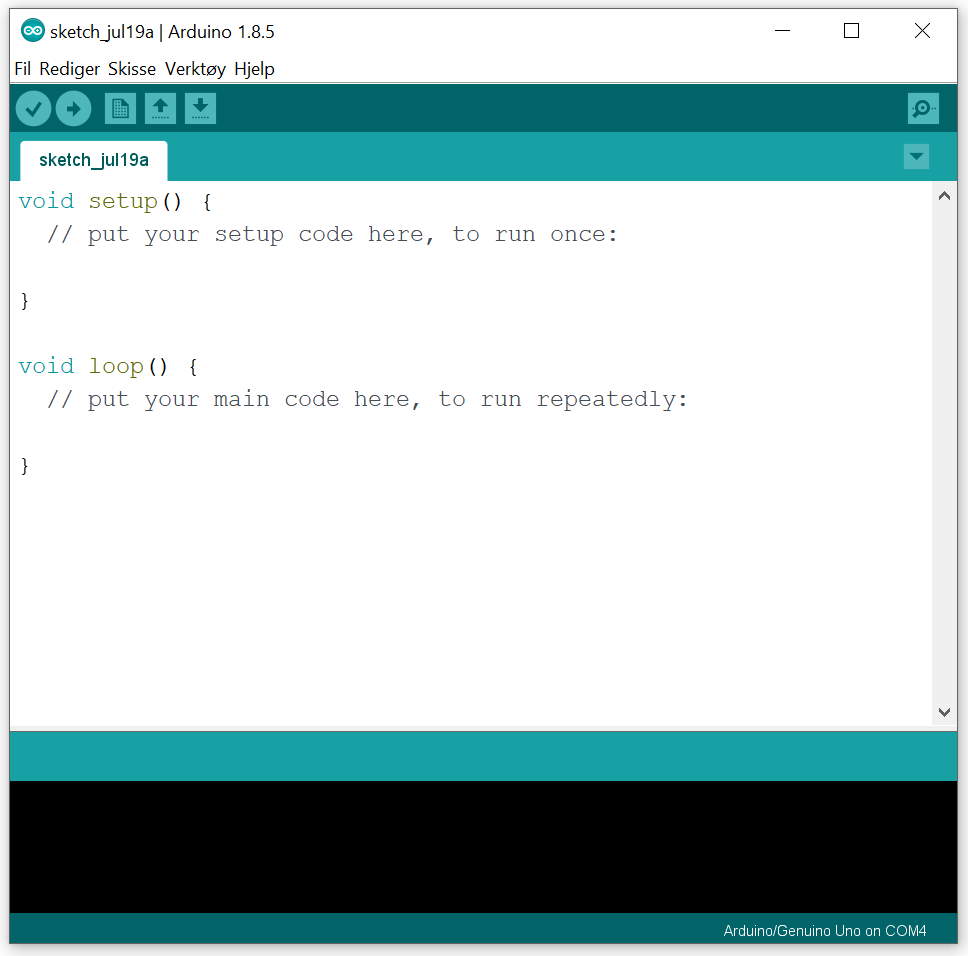 sketch_jul19a | Arduino 1.8.5
Fil Rediger Skisse Verktøy Hjelp
sketch_jul19a
void setup() {
  // put your setup code here, to run once:
}
void loop() {
  // put your main code here, to run repeatedly:
}
Arduino/Genuino Uno on COM4